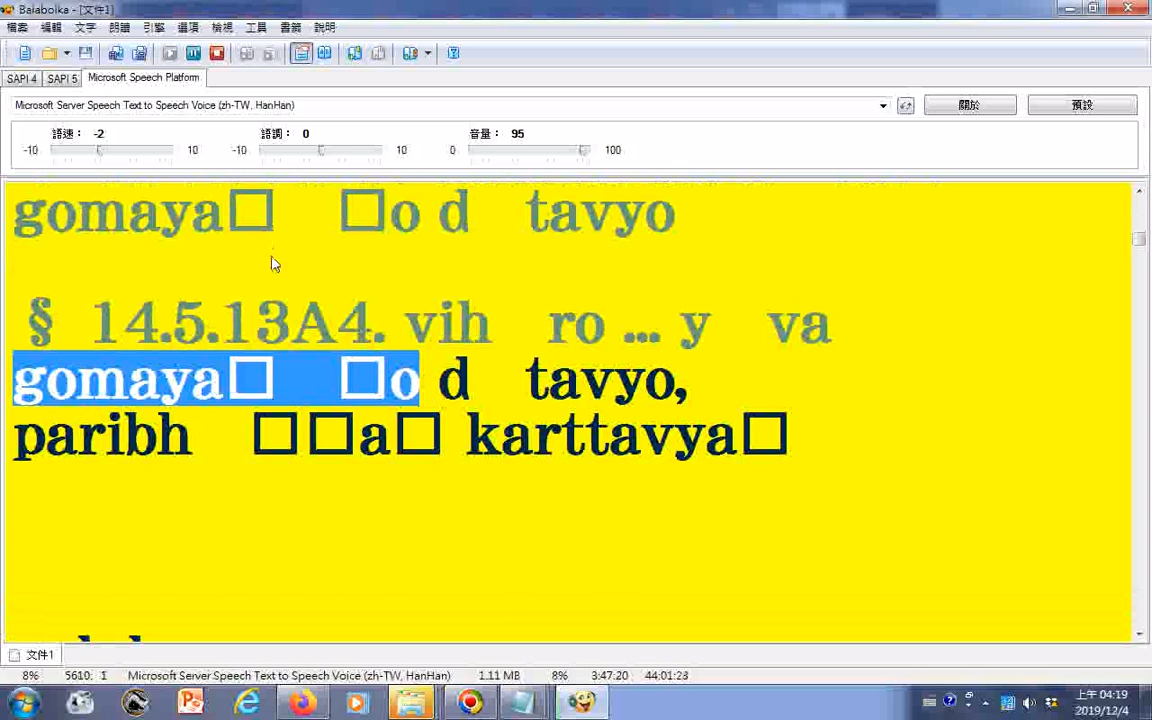 Balabolka - [文件1]
檔案 編輯 文字 朗讀 引擎 選項 檢視 工具 書籤 說明
SAPI 4 SAPI 5 Microsoft Speech Platform
Microsoft Server Speech Text to Speech Voice (zh-TW, HanHan) 關於 預設
語速: -2 語調: 0 音量: 95
-10 10 -10 10 0 100
gomaya□ □o d tavyo
§ 14.5.13A4. vih ro ... y va
gomaya□ □o d tavyo,
paribh □□a□ karttavya□
文件1
8% 5610: 1 Microsoft Server Speech Text to Speech Voice (zh-TW, HanHan) 1.11 MB 8% 3:47:20 44:01:23
上午 04:19
2019/12/4